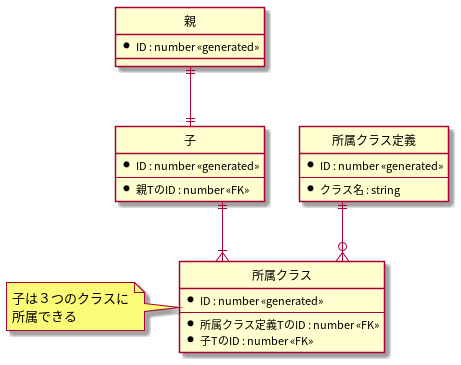 親
ID : number «generated»
子
ID : number «generated»
親TのID : number «FK»
所属クラス定義
ID : number «generated»
クラス名 : string
所属クラス
ID : number «generated»
所属クラス定義TのID : number «FK»
子TのID : number «FK»
子は３つのクラスに
所属できる